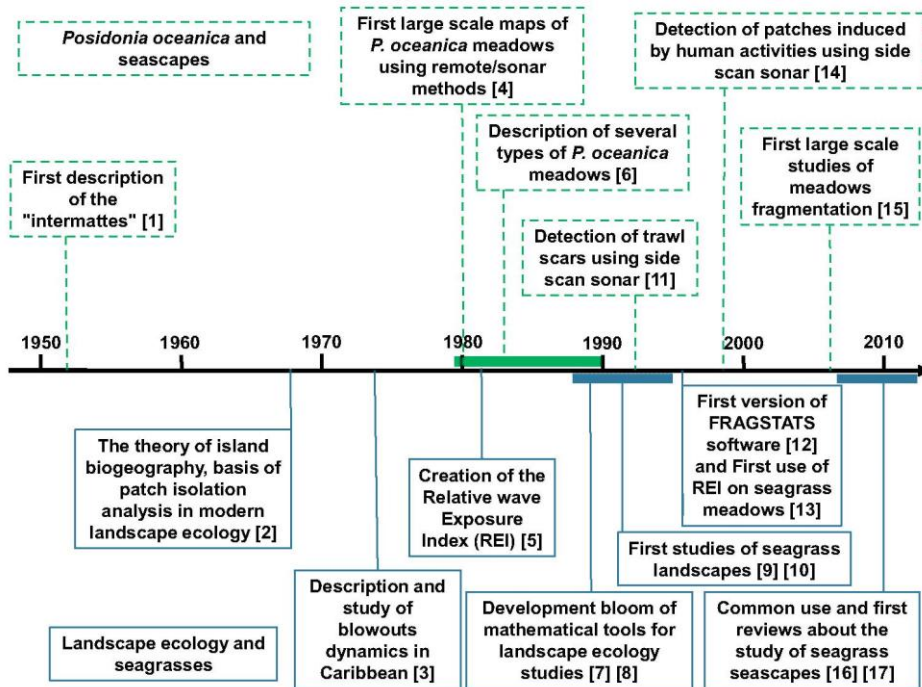 Posidonia oceanica and
seascapes
First large scale maps of
P. oceanica meadows
using remote/sonar
methods [4]
Detection of patches induced
by human activities using side
scan sonar [14]
Description of several
types of P. oceanica
meadows [6]
First large scale
studies of
meadows
fragmentation [15]
First description
of the
"intermattes" [1]
Detection of trawl
scars using side
scan sonar [11]
1950
1960
1970
1980
1990
2000
2010
The theory of island
biogeography, basis of
patch isolation
analysis in modern
landscape ecology [2]
Creation of the
Relative wave
Exposure
Index (REI) [5]
First version of
FRAGSTATS
software [12]
and First use of
REI on seagrass
meadows [13]
First studies of seagrass
landscapes [9] [10]
Landscape ecology and
seagrasses
Description and
study of
blowouts
dynamics in
Caribbean [3]
Development bloom of
mathematical tools for
landscape ecology
studies [7] [8]
Common use and first
reviews about the
study of seagrass
seascapes [16] [17]